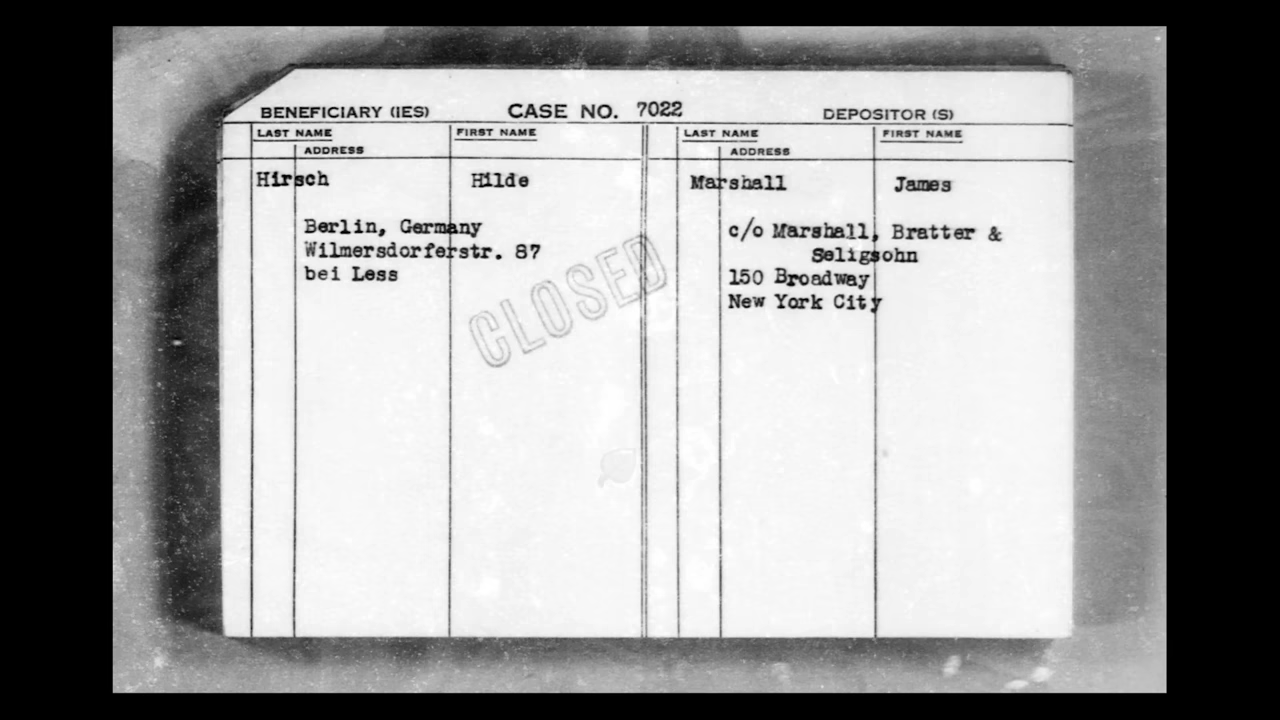 BENEFICIARY (IES) CASE NO. 7022 DEPOSITOR (S)
LAST NAME FIRST NAME LAST NAME FIRST NAME
ADDRESS ADDRESS
Hirsch Hilde Marshall James
Berlin, Germany c/o Marshall, Bratter &
Wilmersdorferstr. 87 Seligsohn
bei Less 150 Broadway
New York City
CLOSED